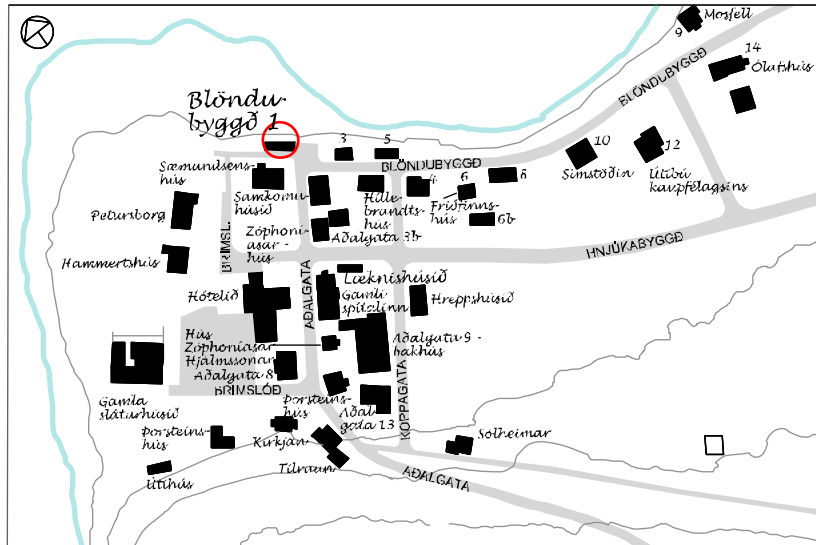 Mosfell
9
14
Ólafshús
BLÖNDUBYGGÐ
Blöndu-
byggð 1
3
5
BLÖNDUBYGGÐ
10
Símstöðin
12
Útibú
kaupfélagsins
Sæmundsens-
hús
Samkomu-
húsið
Hille-
brandts-
hús
4
6
8
Friðfinns-
hús
6b
Pétursborg
BRIMSL.
Zóphoní-
asar-
hús
Aðalgata 3b
HNJÚKABYGGÐ
Hammertshús
AÐALGATA
Hótelið
Læknishúsið
Gamli
spítalinn
Hreppshúsið
Hús
Zóphoníasar
Hjálmssonar
Aðalgata 8
Aðalgata 9 -
bakhús
BRIMSLÓÐ
KOPPAGATA
Gamla
sláturhúsið
Þorsteins-
hús
Aðal-
gata 13
Þorsteins-
hús
Kirkjan
Sólheimar
Tilraun
Útihús
AÐALGATA